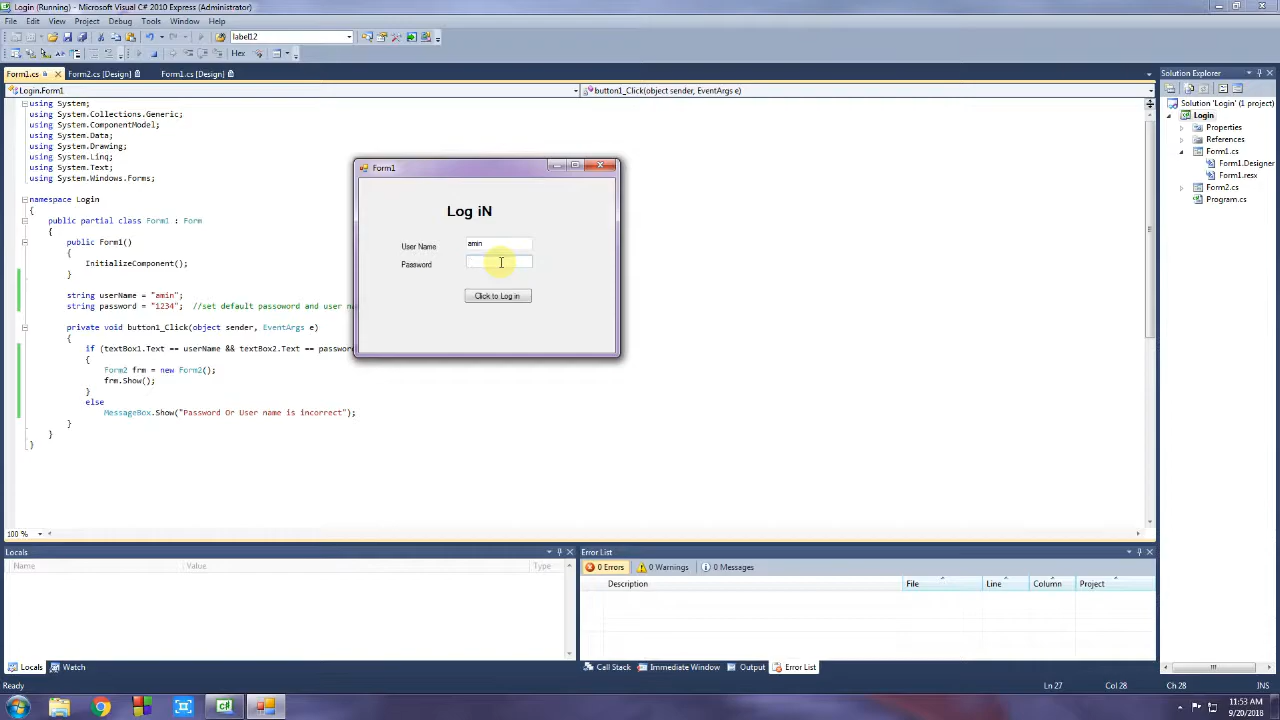 Login (Running) - Microsoft Visual C# 2010 Express (Administrator)
File Edit View Project Debug Tools Window Help
label12
Hex
Form1.cs Form2.cs [Design] Form1.cs [Design]
Login.Form1 button1_Click(object sender, EventArgs e)
using System;
using System.Collections.Generic;
using System.ComponentModel;
using System.Data;
using System.Drawing;
using System.Linq;
using System.Text;
using System.Windows.Forms;
namespace Login
{
public partial class Form1 : Form
{
public Form1()
{
InitializeComponent();
}
string userName = "amin";
string password = "1234"; //set default passoword and user na
private void button1_Click(object sender, EventArgs e)
{
if (textBox1.Text == userName && textBox2.Text == passwor
{
Form2 frm = new Form2();
frm.Show();
}
else
MessageBox.Show("Password Or User name is incorrect");
}
}
}
Form1
Log iN
User Name amin
Password
Click to Log in
Solution Explorer
Solution 'Login' (1 project)
Login
Properties
References
Form1.cs
Form1.Designer
Form1.resx
Form2.cs
Program.cs
100 %
Locals
Name Value Type
Error List
0 Errors 0 Warnings 0 Messages
Description File Line Column Project
Locals Watch
Call Stack Immediate Window Output Error List
Ready Ln 27 Col 28 Ch 28 INS
11:53 AM
9/20/2018